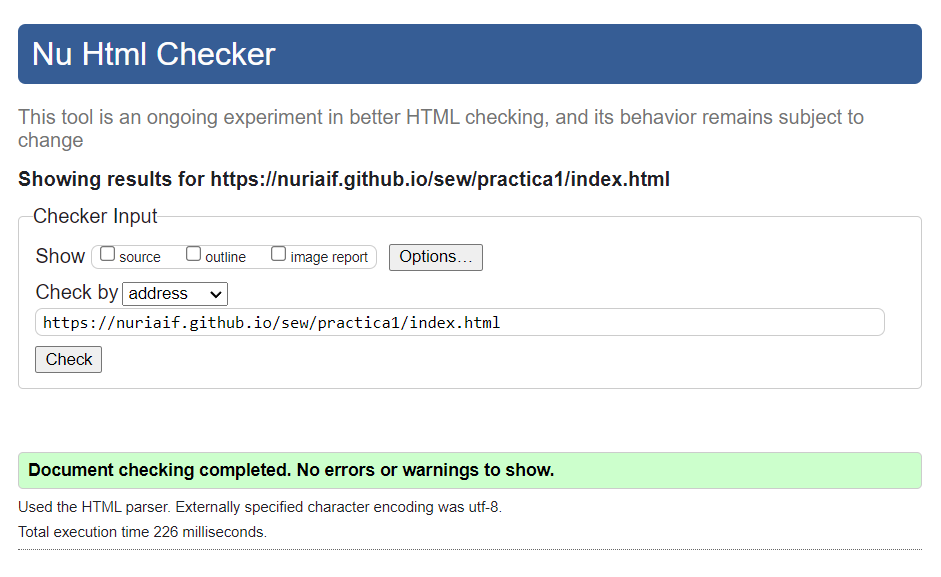 Nu Html Checker
This tool is an ongoing experiment in better HTML checking, and its behavior remains subject to
change
Showing results for https://nuriaif.github.io/sew/practica1/index.html
Checker Input
Show source outline image report Options...
Check by address
https://nuriaif.github.io/sew/practica1/index.html
Check
Document checking completed. No errors or warnings to show.
Used the HTML parser. Externally specified character encoding was utf-8.
Total execution time 226 milliseconds.